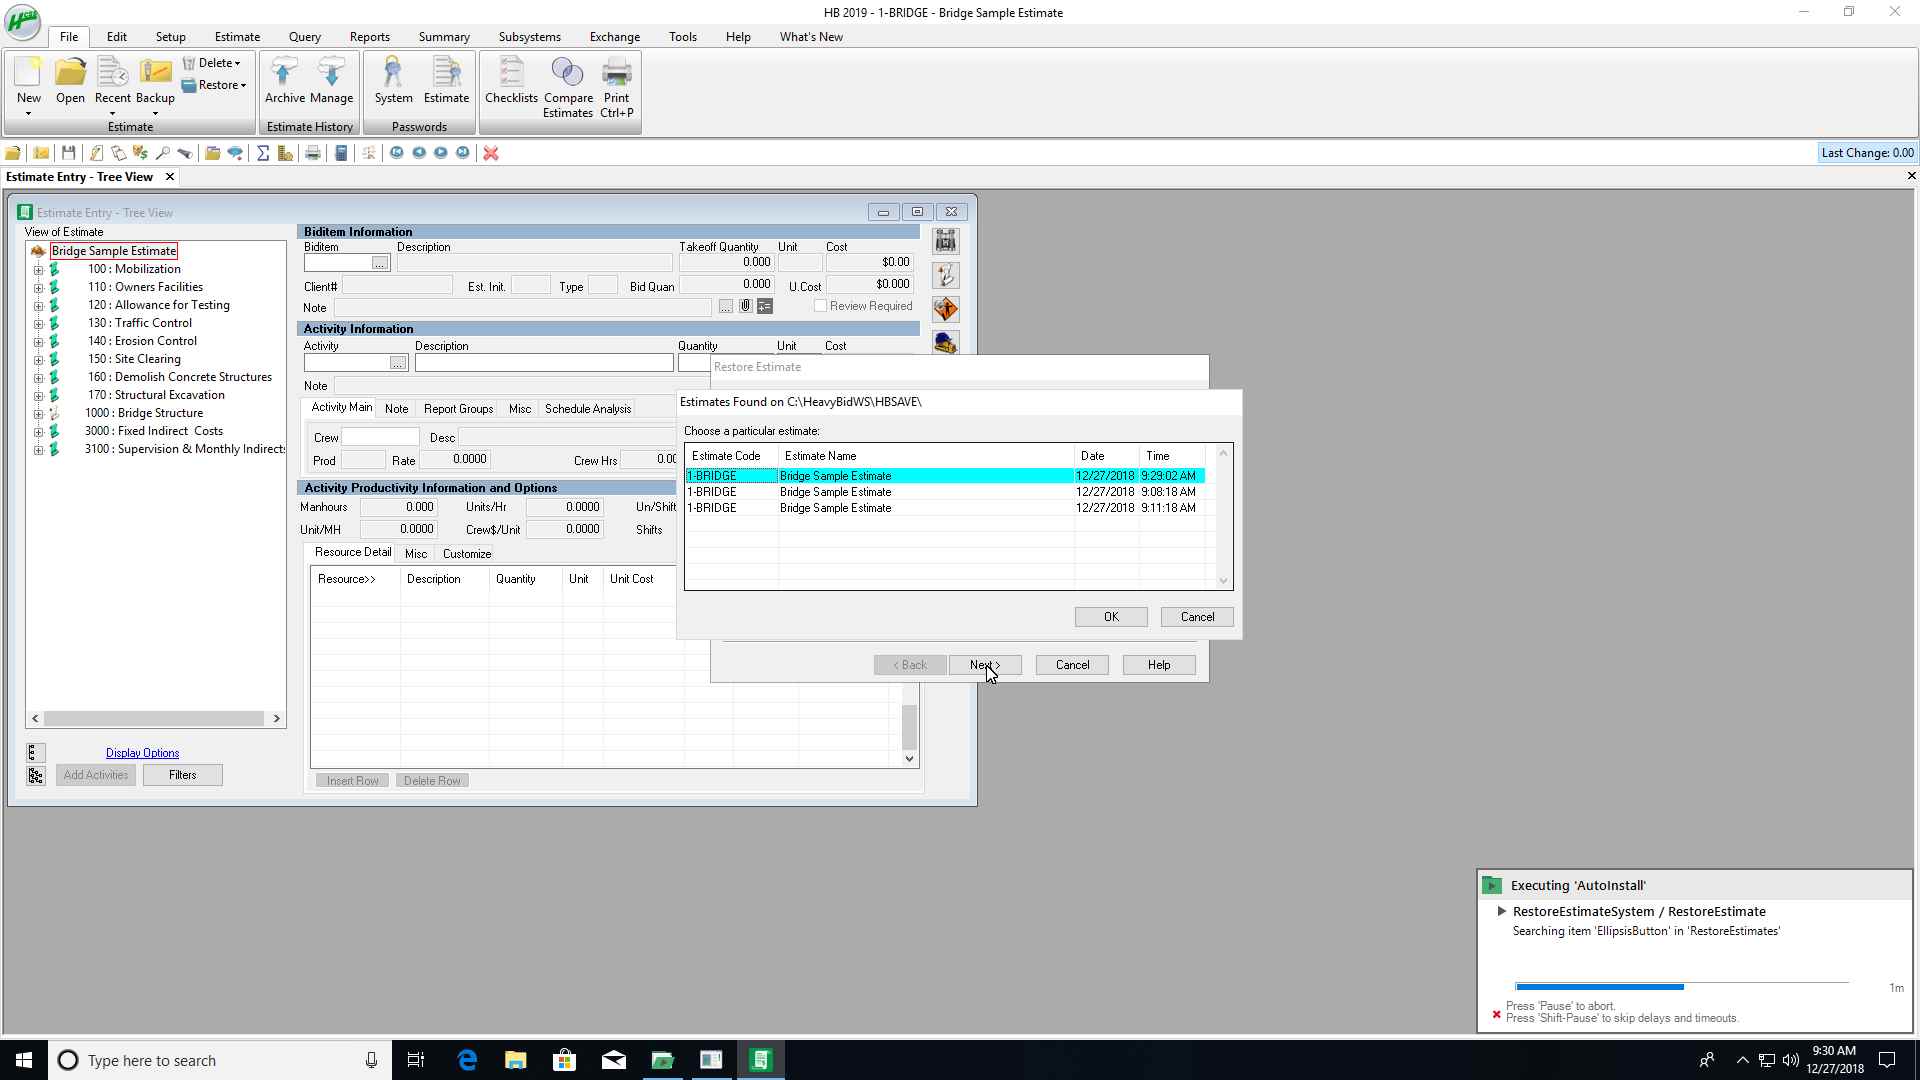 HB 2019 - 1-BRIDGE - Bridge Sample Estimate
File Edit Setup Estimate Query Reports Summary Subsystems Exchange Tools Help What's New
New Open Recent Backup Delete Restore
Archive Manage System Estimate Checklists Compare Estimates Print Ctrl+P
Estimate Estimate History Passwords
Last Change: 0.00
Estimate Entry - Tree View
Estimate Entry - Tree View
View of Estimate
Bridge Sample Estimate
100 : Mobilization
110 : Owners Facilities
120 : Allowance for Testing
130 : Traffic Control
140 : Erosion Control
150 : Site Clearing
160 : Demolish Concrete Structures
170 : Structural Excavation
1000 : Bridge Structure
3000 : Fixed Indirect Costs
3100 : Supervision & Monthly Indirects
Display Options
Add Activities Filters
Biditem Information
Biditem Description Takeoff Quantity Unit Cost
... 0.000 $0.00
Client# Est. Init. Type Bid Quan 0.000 U.Cost $0.000
Note ... Review Required
Activity Information
Activity Description Quantity Unit Cost
...
Note
Activity Main Note Report Groups Misc Schedule Analysis
Crew Desc
Prod Rate 0.0000 Crew Hrs 0.00
Activity Productivity Information and Options
Manhours 0.000 Units/Hr 0.0000 Un/Shift
Unit/MH 0.0000 Crew$/Unit 0.0000 Shifts
Resource Detail Misc Customize
Resource>> Description Quantity Unit Unit Cost
Insert Row Delete Row
Restore Estimate
Estimates Found on C:\HeavyBidWS\HBSAVE\
Choose a particular estimate:
Estimate Code Estimate Name Date Time
1-BRIDGE Bridge Sample Estimate 12/27/2018 9:29:02 AM
1-BRIDGE Bridge Sample Estimate 12/27/2018 9:08:18 AM
1-BRIDGE Bridge Sample Estimate 12/27/2018 9:11:18 AM
OK Cancel
< Back Next > Cancel Help
Executing 'AutoInstall'
RestoreEstimateSystem / RestoreEstimate
Searching item 'EllipsisButton' in 'RestoreEstimates'
1m
Press 'Pause' to abort.
Press 'Shift-Pause' to skip delays and timeouts.
Type here to search
9:30 AM
12/27/2018